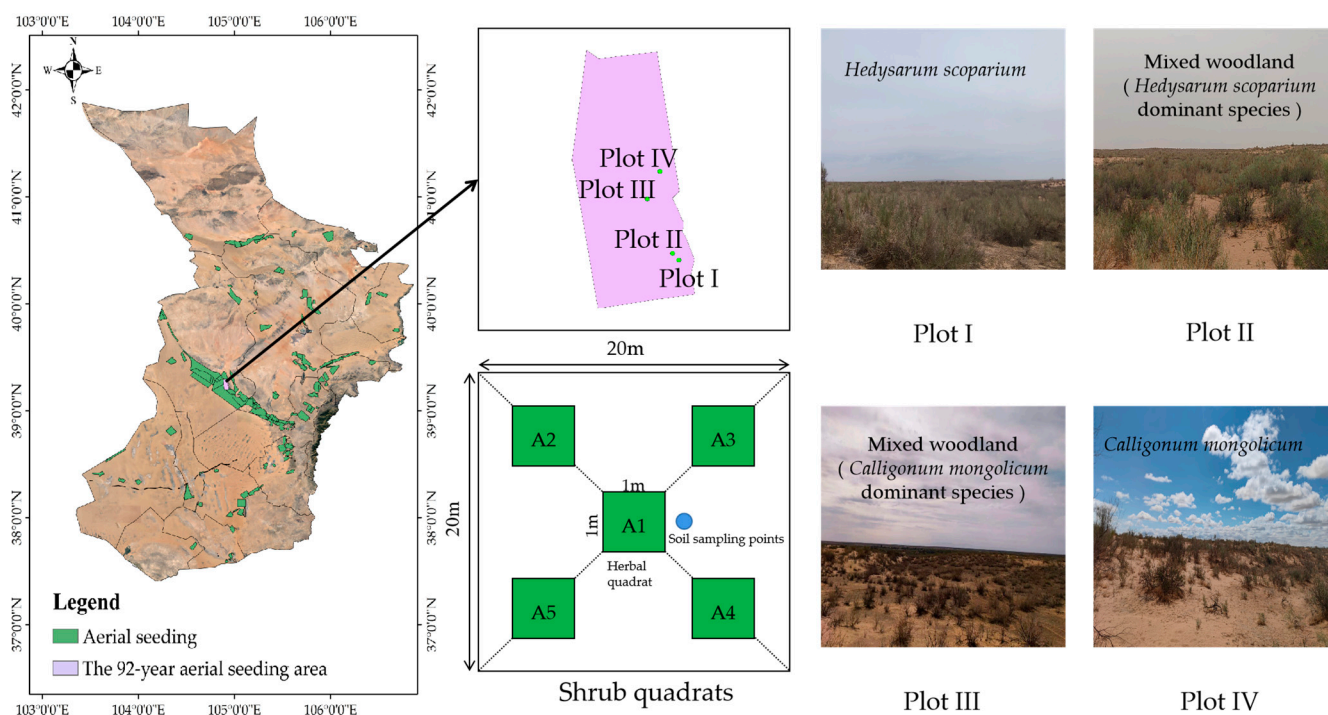 103°0'0"E 104°0'0"E 105°0'0"E 106°0'0"E
N
W E
S
42°0'0"N
41°0'0"N
40°0'0"N
39°0'0"N
38°0'0"N
37°0'0"N
42°0'0"N
41°0'0"N
40°0'0"N
39°0'0"N
38°0'0"N
37°0'0"N
Legend
Aerial seeding
The 92-year aerial seeding area
103°0'0"E 104°0'0"E 105°0'0"E 106°0'0"E
Plot IV
Plot III
Plot II
Plot I
20m
20m
A2
A3
1m
1m
A1
Soil sampling points
Herbal
quadrat
A5
A4
Shrub quadrats
Hedysarum scoparium
Plot I
Mixed woodland
( Hedysarum scoparium
dominant species )
Plot II
Mixed woodland
( Calligonum mongolicum
dominant species )
Plot III
Calligonum mongolicum
Plot IV